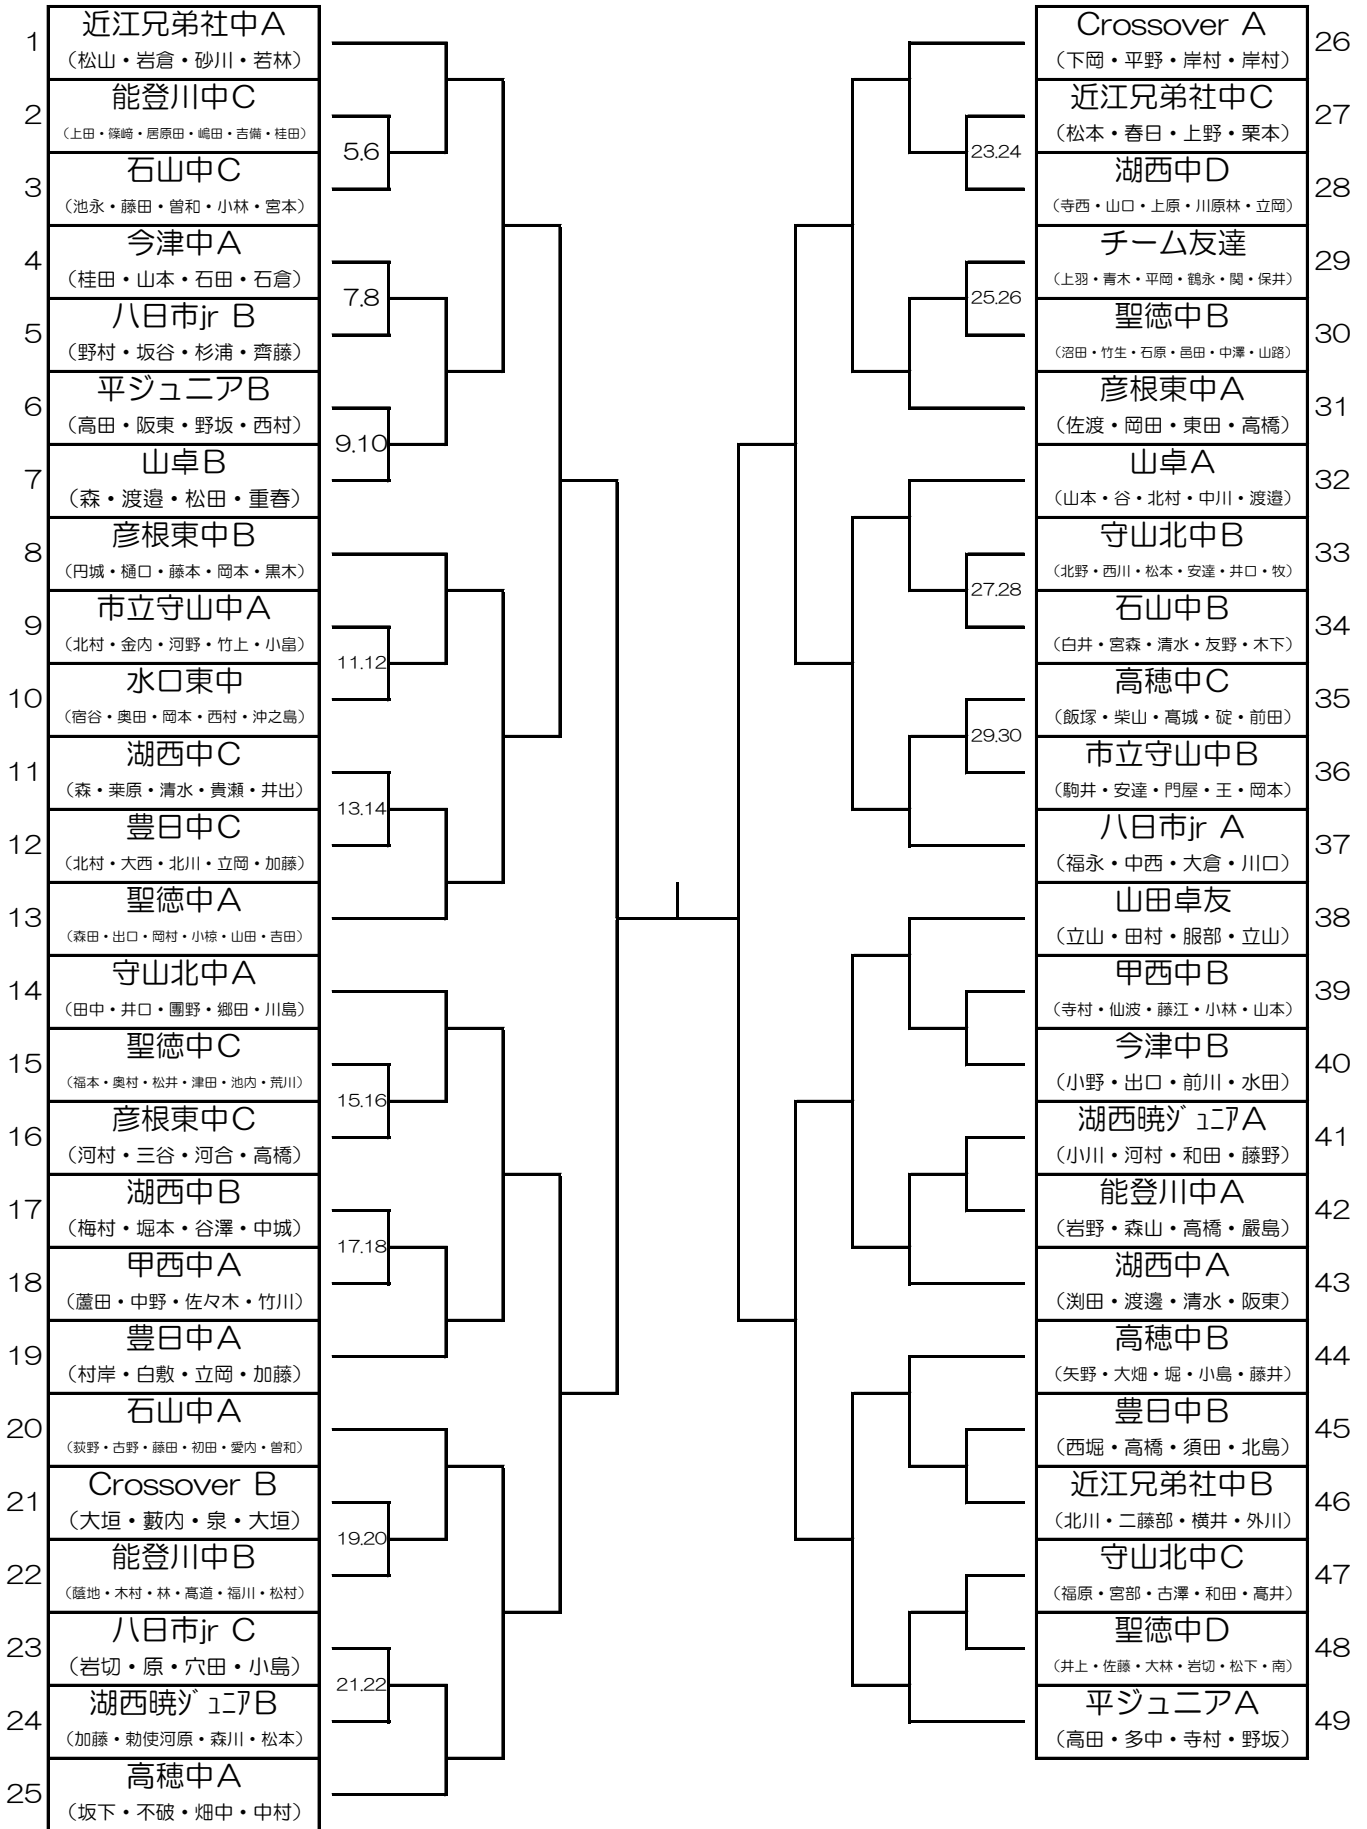 1
近江兄弟社中A
（松山・岩倉・砂川・若林）
2
能登川中C
（上田・篠﨑・居原田・嶋田・吉備・桂田）
3
石山中C
（池永・藤田・曽和・小林・宮本）
5.6
4
今津中A
（桂田・山本・石田・石倉）
5
八日市jr B
（野村・坂谷・杉浦・齊藤）
7.8
6
平ジュニアB
（高田・阪東・野坂・西村）
7
山卓B
（森・渡邉・松田・重春）
9.10
8
彦根東中B
（円城・樋口・藤本・岡本・黒木）
9
市立守山中A
（北村・金内・河野・竹上・小畠）
10
水口東中
（宿谷・奥田・岡本・西村・沖之島）
11.12
11
湖西中C
（森・桒原・清水・貴瀬・井出）
12
豊日中C
（北村・大西・北川・立岡・加藤）
13.14
13
聖徳中A
（森田・出口・岡村・小椋・山田・吉田）
14
守山北中A
（田中・井口・團野・郷田・川島）
15
聖徳中C
（福本・奥村・松井・津田・池内・荒川）
16
彦根東中C
（河村・三谷・河合・高橋）
15.16
17
湖西中B
（梅村・堀本・谷澤・中城）
18
甲西中A
（蘆田・中野・佐々木・竹川）
17.18
19
豊日中A
（村岸・白敷・立岡・加藤）
20
石山中A
（荻野・古野・藤田・初田・愛内・曽和）
21
Crossover B
（大垣・藪内・泉・大垣）
22
能登川中B
（蔭地・木村・林・髙道・福川・松村）
19.20
23
八日市jr C
（岩切・原・穴田・小島）
24
湖西暁ｼﾞｭﾆｱB
（加藤・勅使河原・森川・松本）
21.22
25
高穂中A
（坂下・不破・畑中・中村）
Crossover A
（下岡・平野・岸村・岸村）
26
近江兄弟社中C
（松本・春日・上野・栗本）
27
湖西中D
（寺西・山口・上原・川原林・立岡）
28
23.24
チーム友達
（上羽・青木・平岡・鶴永・関・保井）
29
聖徳中B
（沼田・竹生・石原・邑田・中澤・山路）
30
25.26
彦根東中A
（佐渡・岡田・東田・高橋）
31
山卓A
（山本・谷・北村・中川・渡邉）
32
守山北中B
（北野・西川・松本・安達・井口・牧）
33
石山中B
（白井・宮森・清水・友野・木下）
34
27.28
高穂中C
（飯塚・柴山・髙城・碇・前田）
35
市立守山中B
（駒井・安達・門屋・王・岡本）
36
29.30
八日市jr A
（福永・中西・大倉・川口）
37
山田卓友
（立山・田村・服部・立山）
38
甲西中B
（寺村・仙波・藤江・小林・山本）
39
今津中B
（小野・出口・前川・水田）
40
湖西暁ｼﾞｭﾆｱA
（小川・河村・和田・藤野）
41
能登川中A
（岩野・森山・高橋・嚴島）
42
湖西中A
（渕田・渡邊・清水・阪東）
43
高穂中B
（矢野・大畑・堀・小島・藤井）
44
豊日中B
（西堀・高橋・須田・北島）
45
近江兄弟社中B
（北川・二藤部・横井・外川）
46
守山北中C
（福原・宮部・古澤・和田・髙井）
47
聖徳中D
（井上・佐藤・大林・岩切・松下・南）
48
平ジュニアA
（高田・多中・寺村・野坂）
49